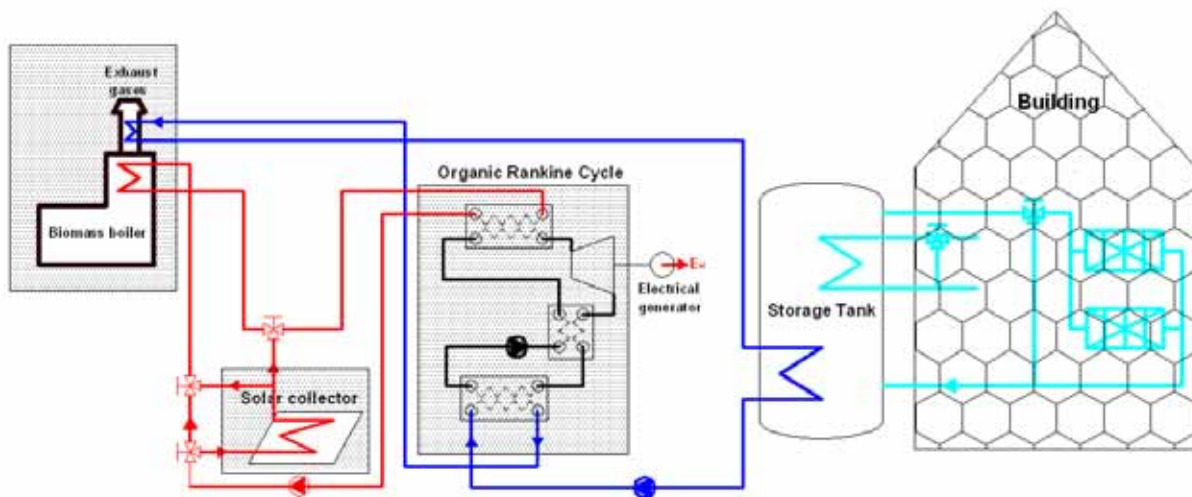 Exhaust
gases
Building
Organic Rankine Cycle
Biomass boiler
Electrical
generator
Storage Tank
Solar collector